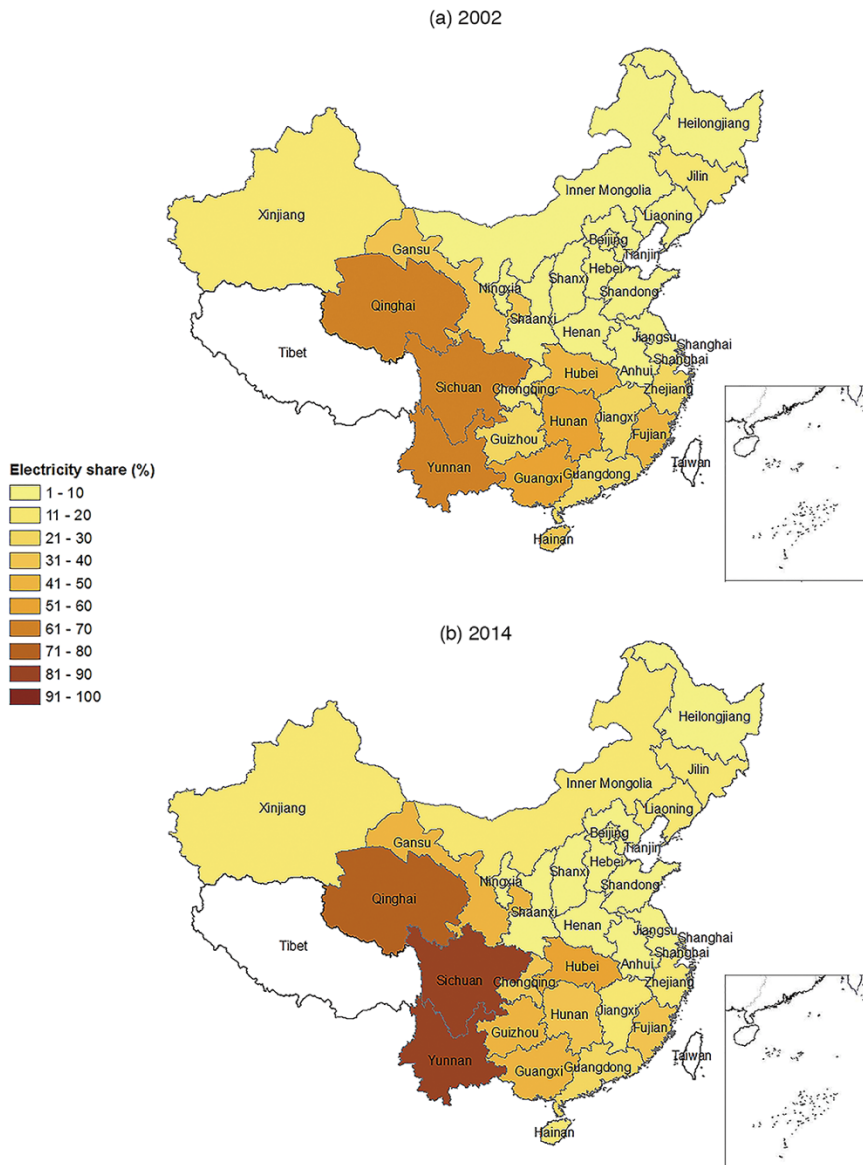 (a) 2002
Heilongjiang
Jilin
Inner Mongolia
Liaoning
Xinjiang
Beijing
Tianjin
Gansu
Hebei
Ningxia
Shanxi
Shandong
Qinghai
Shaanxi
Henan
Jiangsu
Shanghai
Shanghai
Tibet
Sichuan
Chongqing
Hubei
Anhui
Zhejiang
Hunan
Jiangxi
Guizhou
Fujian
Yunnan
Guangxi
Guangdong
Taiwan
Hainan
Electricity share (%)
1 - 10
11 - 20
21 - 30
31 - 40
41 - 50
51 - 60
61 - 70
71 - 80
81 - 90
91 - 100
(b) 2014
Heilongjiang
Jilin
Inner Mongolia
Liaoning
Xinjiang
Beijing
Tianjin
Gansu
Hebei
Ningxia
Shanxi
Shandong
Qinghai
Shaanxi
Henan
Jiangsu
Shanghai
Shanghai
Tibet
Sichuan
Chongqing
Hubei
Anhui
Zhejiang
Hunan
Jiangxi
Guizhou
Fujian
Yunnan
Guangxi
Guangdong
Taiwan
Hainan